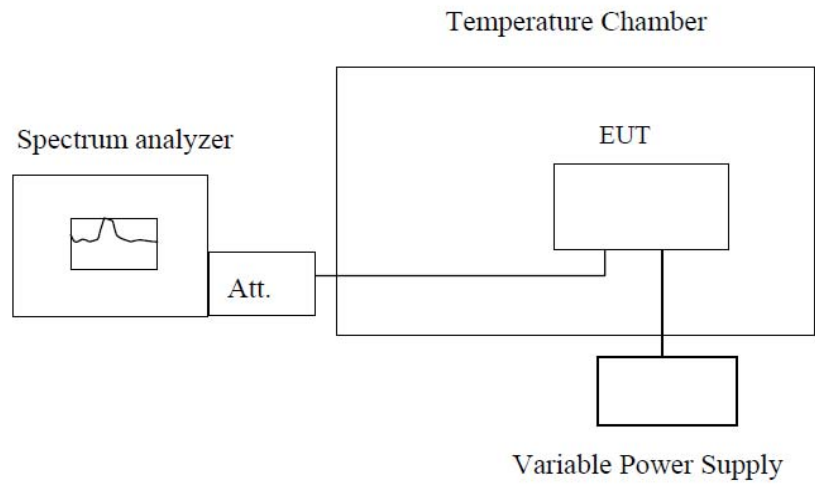 Temperature Chamber
Spectrum analyzer
EUT
Att.
Variable Power Supply